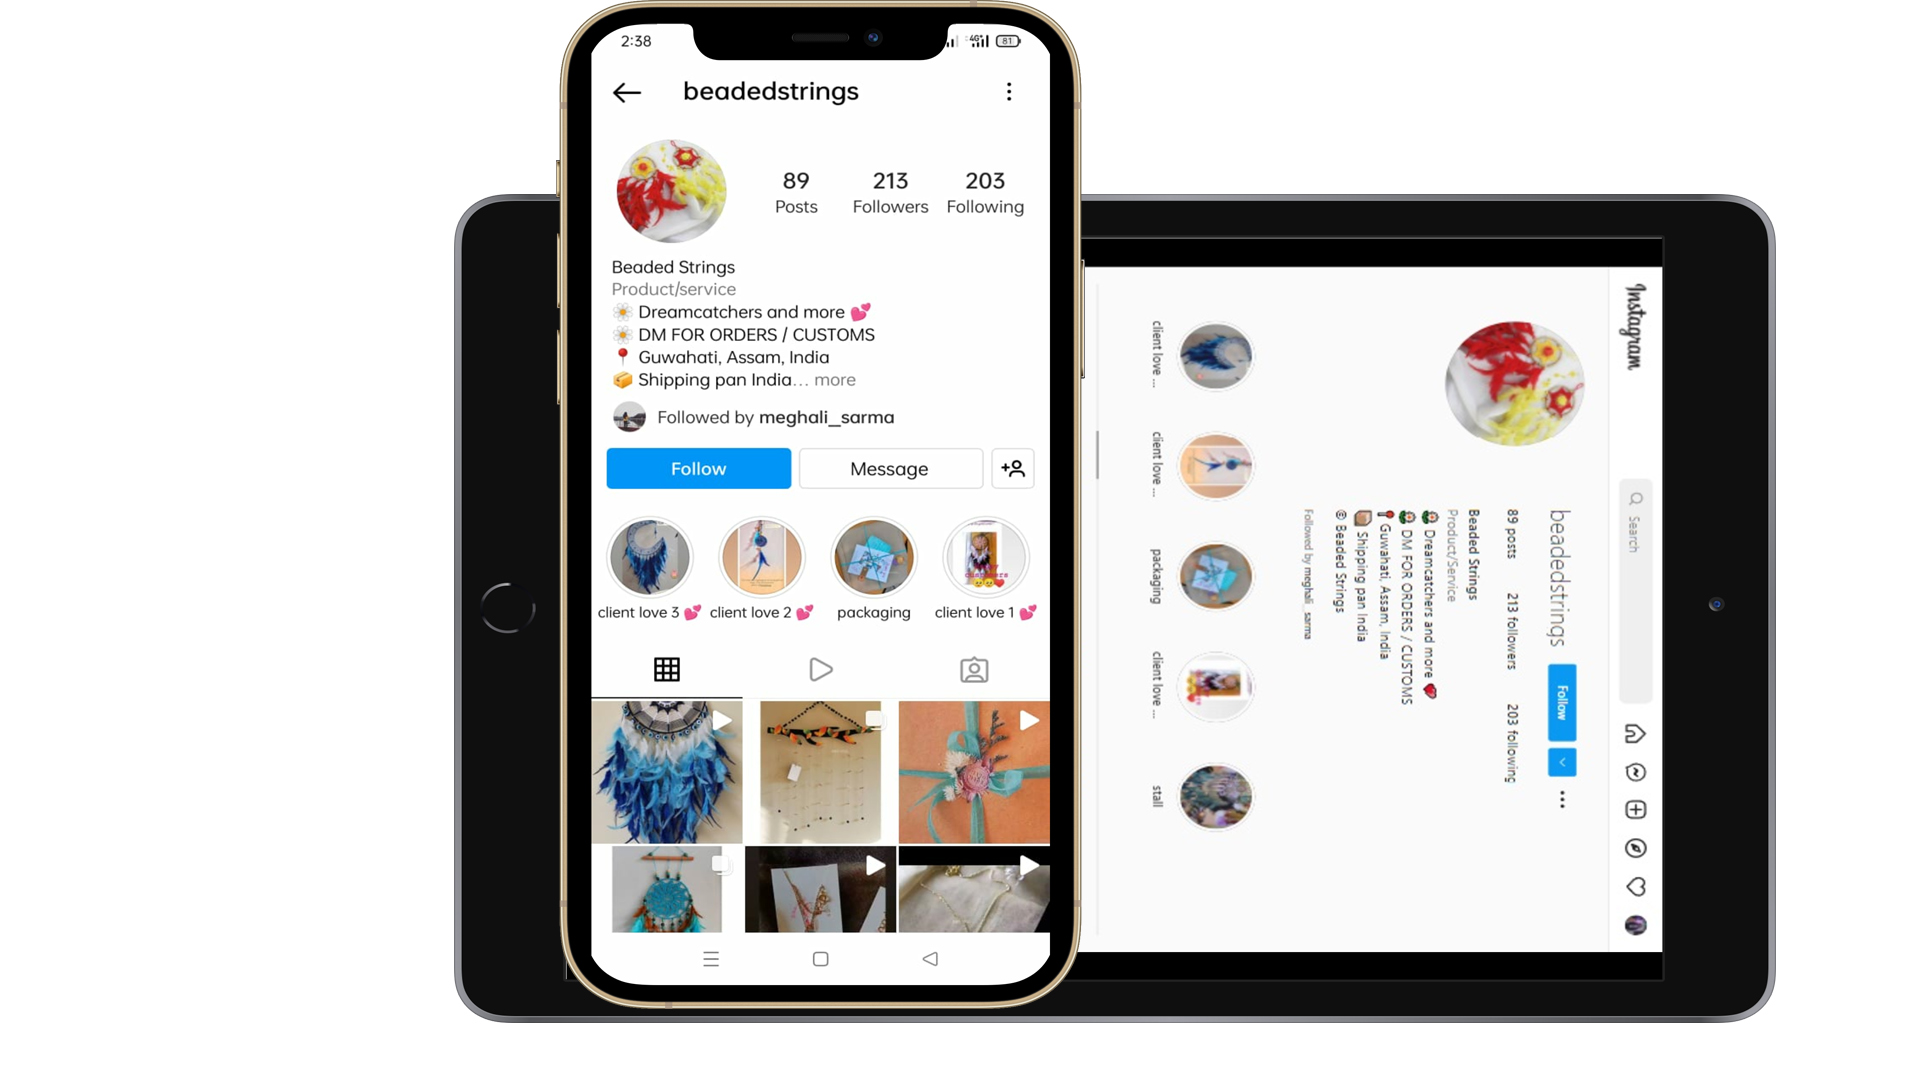 2:38
4G+
81
beadedstrings
89
213
203
Posts
Followers
Following
Beaded Strings
Product/service
🌼 Dreamcatchers and more 💕
🌼 DM FOR ORDERS / CUSTOMS
📍 Guwahati, Assam, India
📦 Shipping pan India... more
Followed by meghali_sarma
Follow
Message
client love 3 💕
client love 2 💕
packaging
client love 1 💕
Instagram
Search
beadedstrings
Follow
89 posts
213 followers
203 following
Beaded Strings
Product/Service
Dreamcatchers and more
DM FOR ORDERS / CUSTOMS
Guwahati, Assam, India
Shipping pan India
© Beaded Strings
Followed by meghali_sarma
client love ...
client love ...
packaging
client love ...
stall